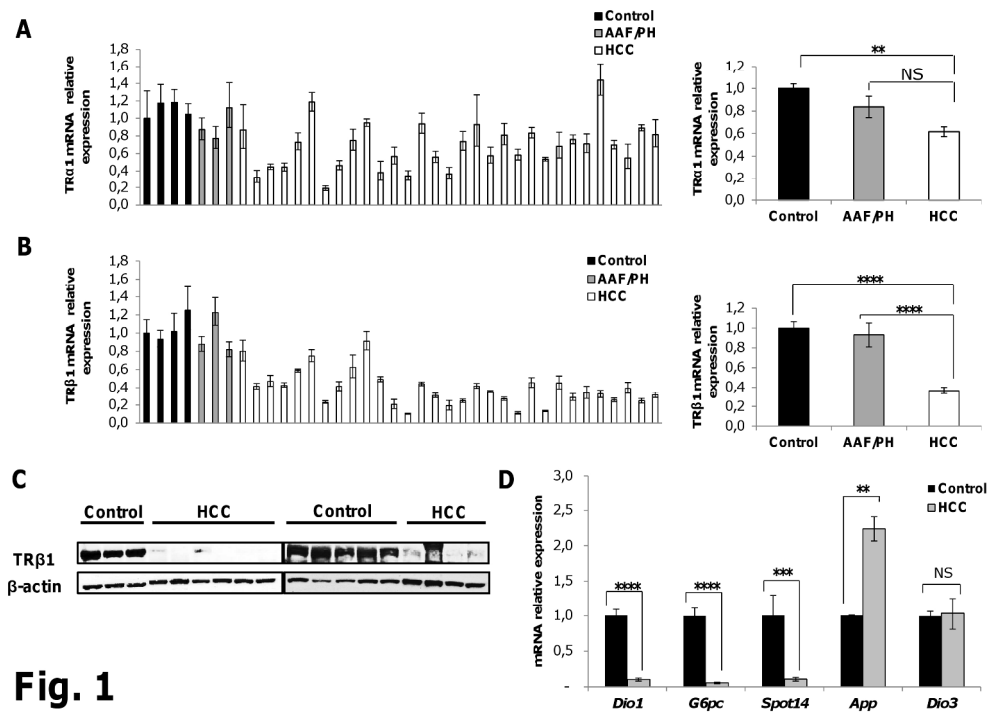 A
Control
AAF/PH
HCC
TRα1 mRNA relative
expression
1,8
1,6
1,4
1,2
1,0
0,8
0,6
0,4
0,2
0,0
**
NS
TRα1 mRNA relative
expression
1,2
1,0
0,8
0,6
0,4
0,2
0,0
Control AAF/PH HCC
B
Control
AAF/PH
HCC
TRβ1 mRNA relative
expression
1,8
1,6
1,4
1,2
1,0
0,8
0,6
0,4
0,2
0,0
****
****
TRβ1 mRNA relative
expression
1,2
1,0
0,8
0,6
0,4
0,2
0,0
Control AAF/PH HCC
C
Control HCC Control HCC
TRβ1
β-actin
D
Control
HCC
mRNA relative expression
3,0
2,5
2,0
1,5
1,0
0,5
-
**** **** *** ** NS
Dio1 G6pc Spot14 App Dio3
Fig. 1